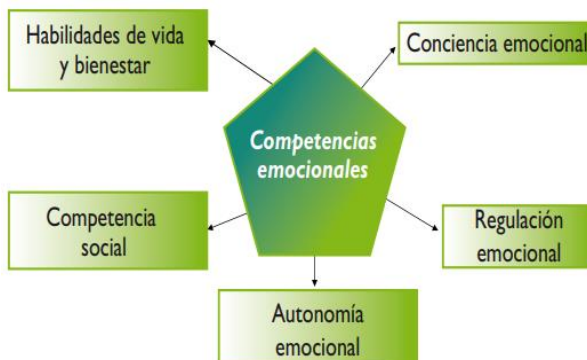 Habilidades de vida
y bienestar
Conciencia emocional
Competencias
emocionales
Competencia
social
Regulación
emocional
Autonomía
emocional